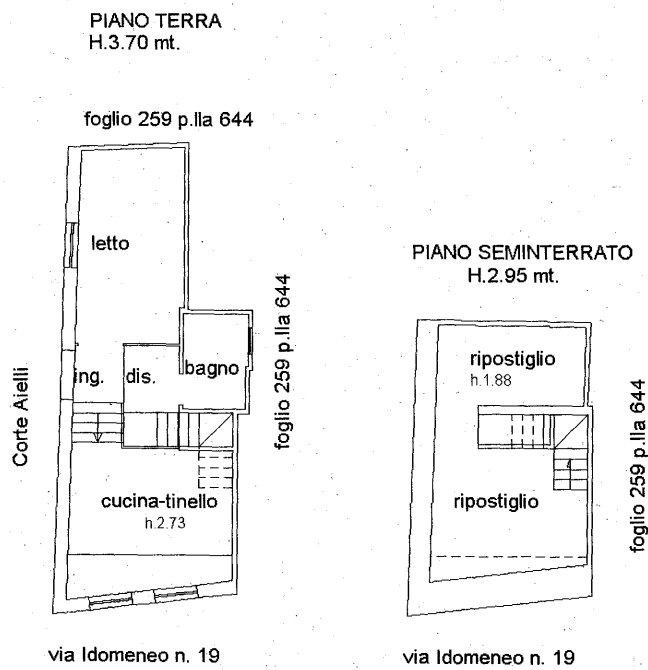 PIANO TERRA
H.3.70 mt.
foglio 259 p.lla 644
letto
ing.
dis.
bagno
Corte Aielli
foglio 259 p.lla 644
cucina-tinello
h.2.73
via Idomeneo n. 19
PIANO SEMINTERRATO
H.2.95 mt.
ripostiglio
h.1.88
ripostiglio
foglio 259 p.lla 644
via Idomeneo n. 19